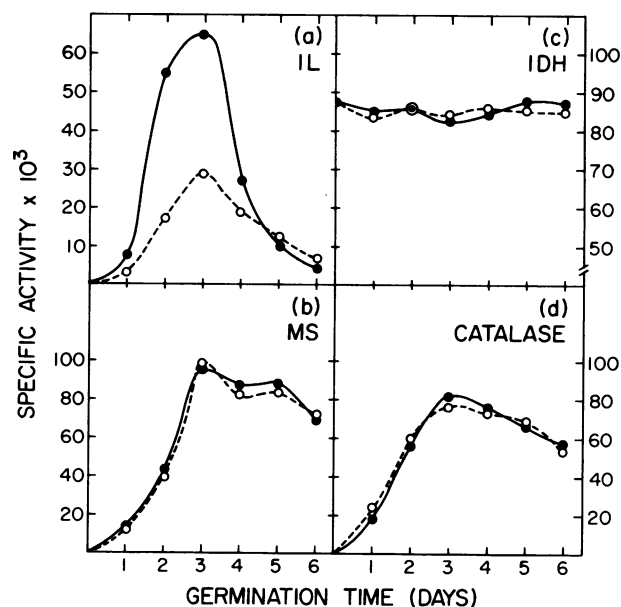 SPECIFIC ACTIVITY x 10³
(a)
IL
60
50
40
30
20
10
(c)
IDH
100
90
80
70
60
50
(b)
MS
100
80
60
40
20
(d)
CATALASE
100
80
60
40
20
1 2 3 4 5 6
1 2 3 4 5 6
GERMINATION TIME (DAYS)